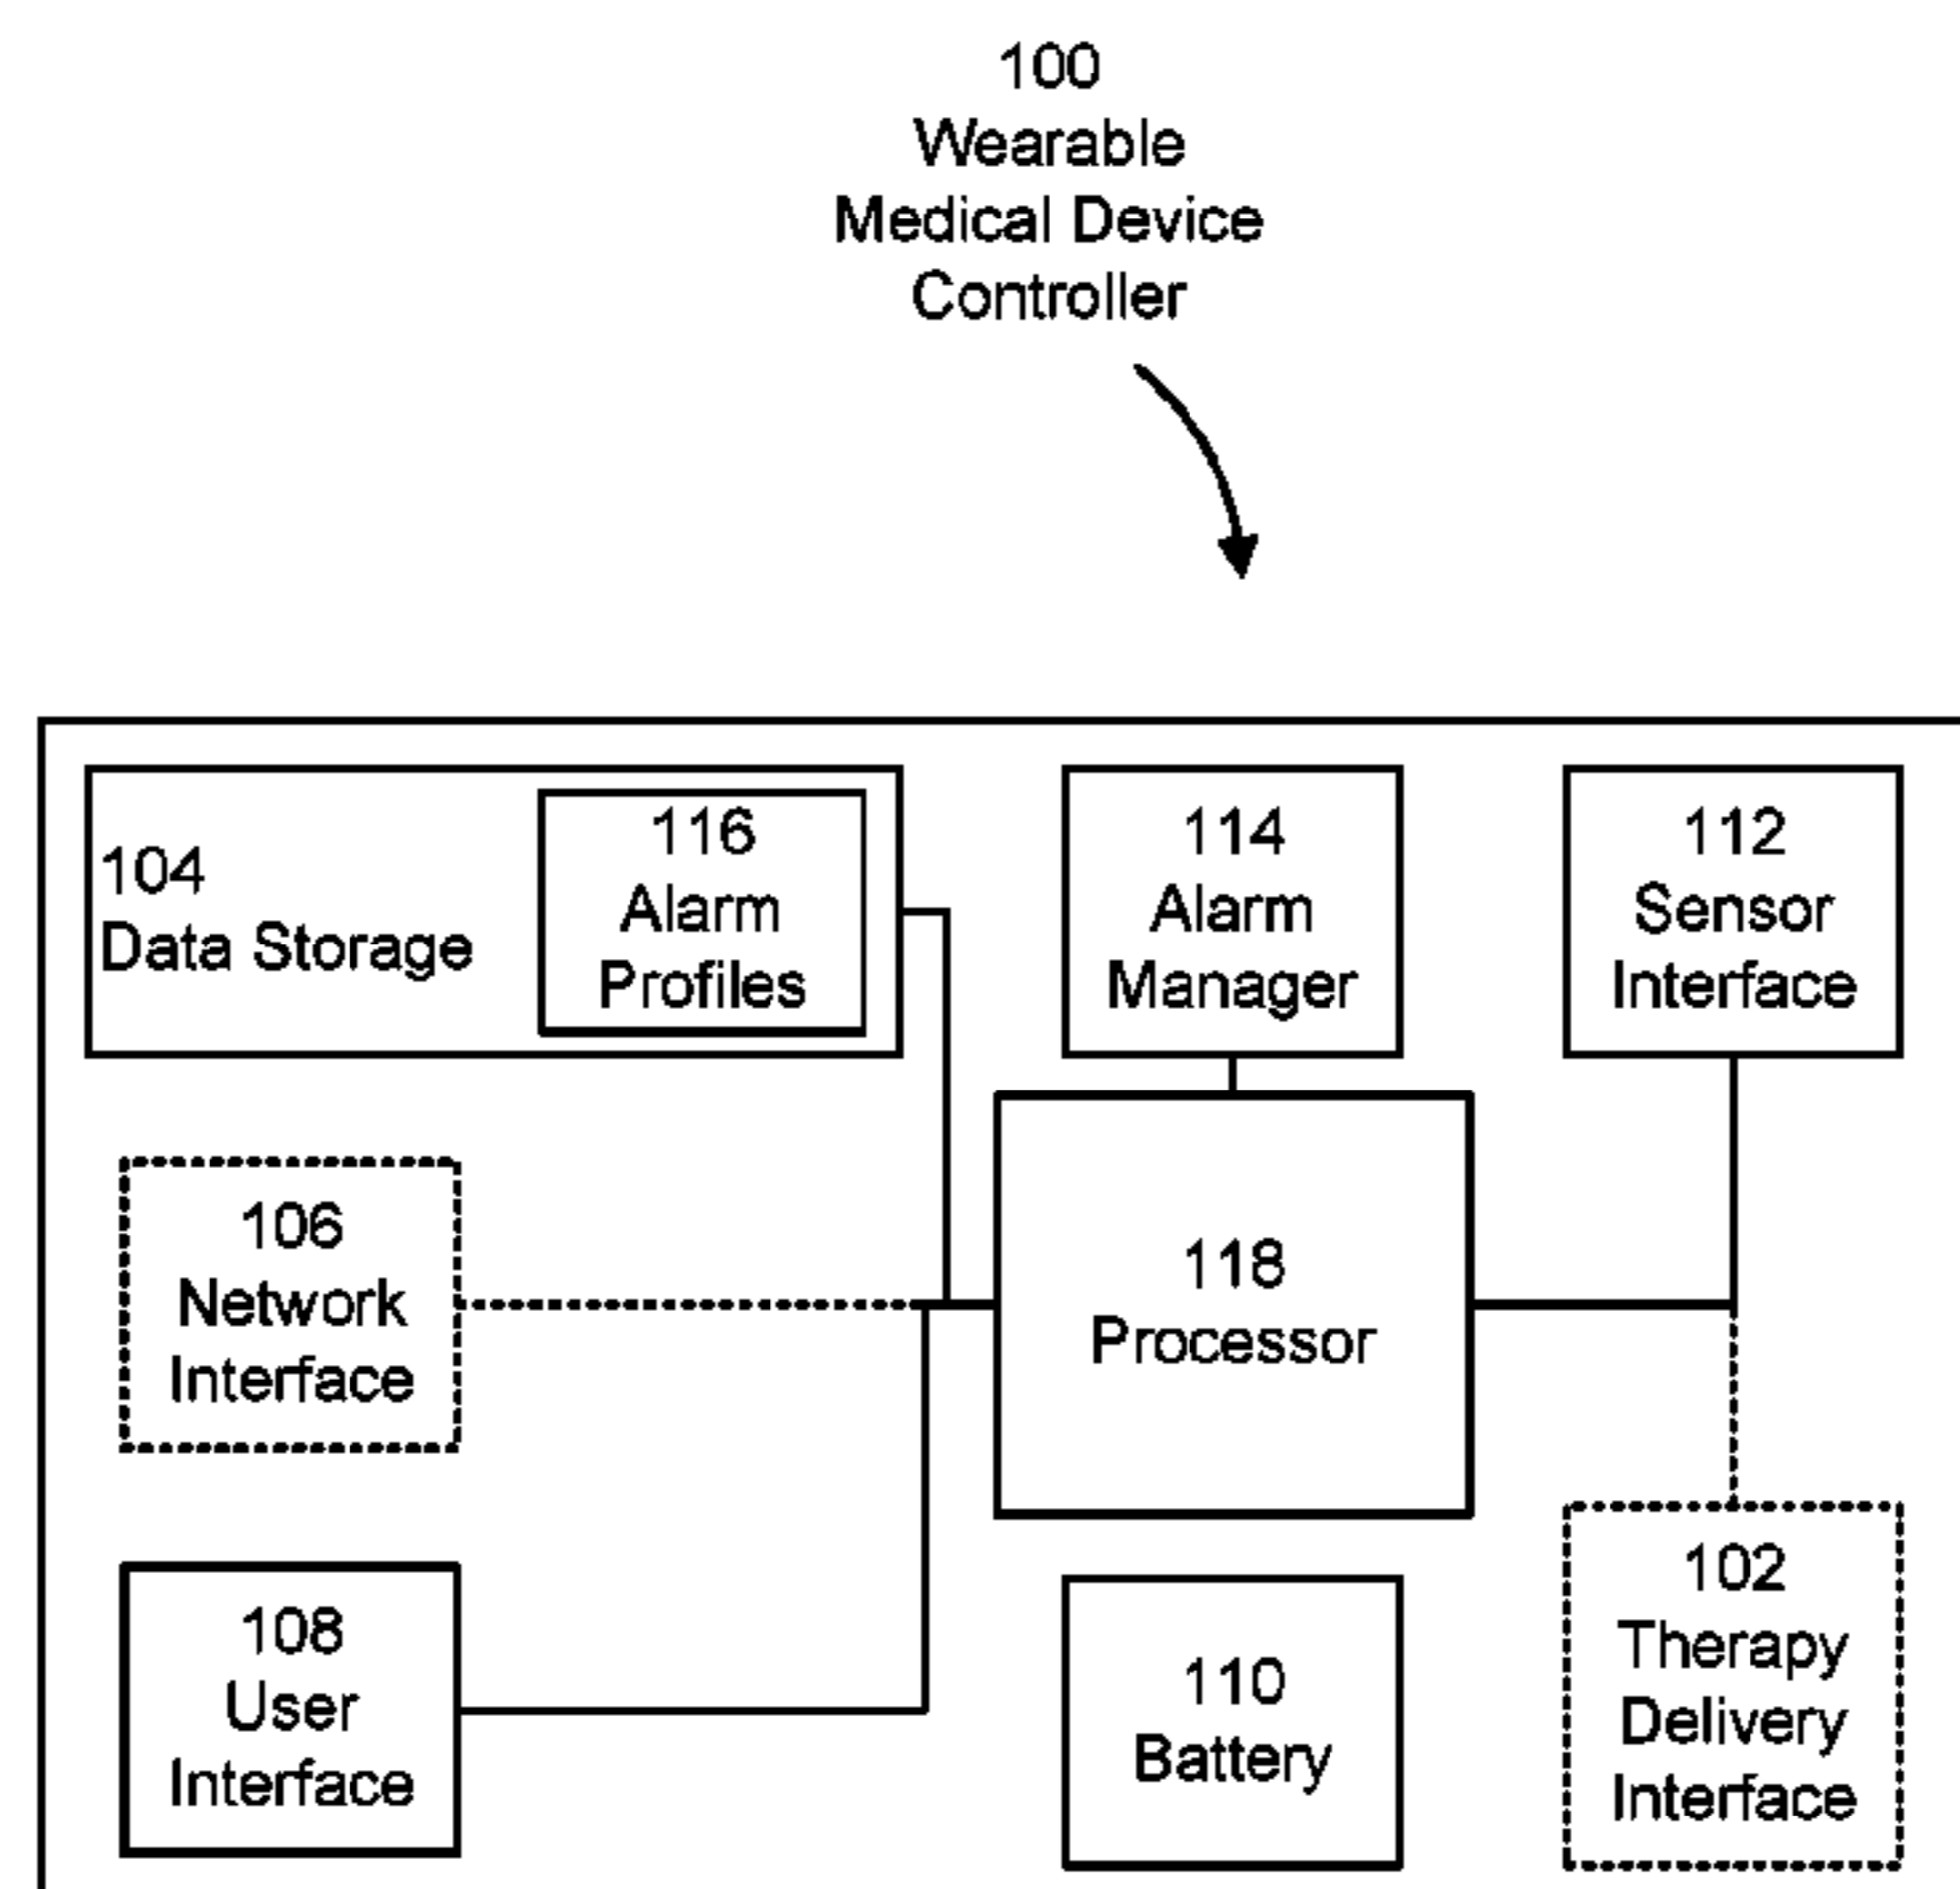 100
Wearable
Medical Device
Controller
104
Data Storage
116
Alarm
Profiles
114
Alarm
Manager
112
Sensor
Interface
106
Network
Interface
118
Processor
108
User
Interface
110
Battery
102
Therapy
Delivery
Interface